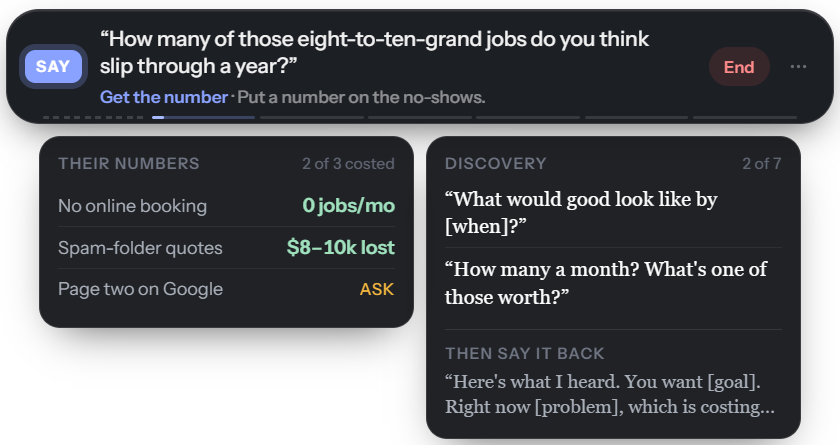 SAY
“How many of those eight-to-ten-grand jobs do you think
slip through a year?”
Get the number · Put a number on the no-shows.
End
···
THEIR NUMBERS
2 of 3 costed
No online booking
0 jobs/mo
Spam-folder quotes
$8–10k lost
Page two on Google
ASK
DISCOVERY
2 of 7
“What would good look like by
[when]?”
“How many a month? What's one of
those worth?”
THEN SAY IT BACK
“Here's what I heard. You want [goal].
Right now [problem], which is costing...